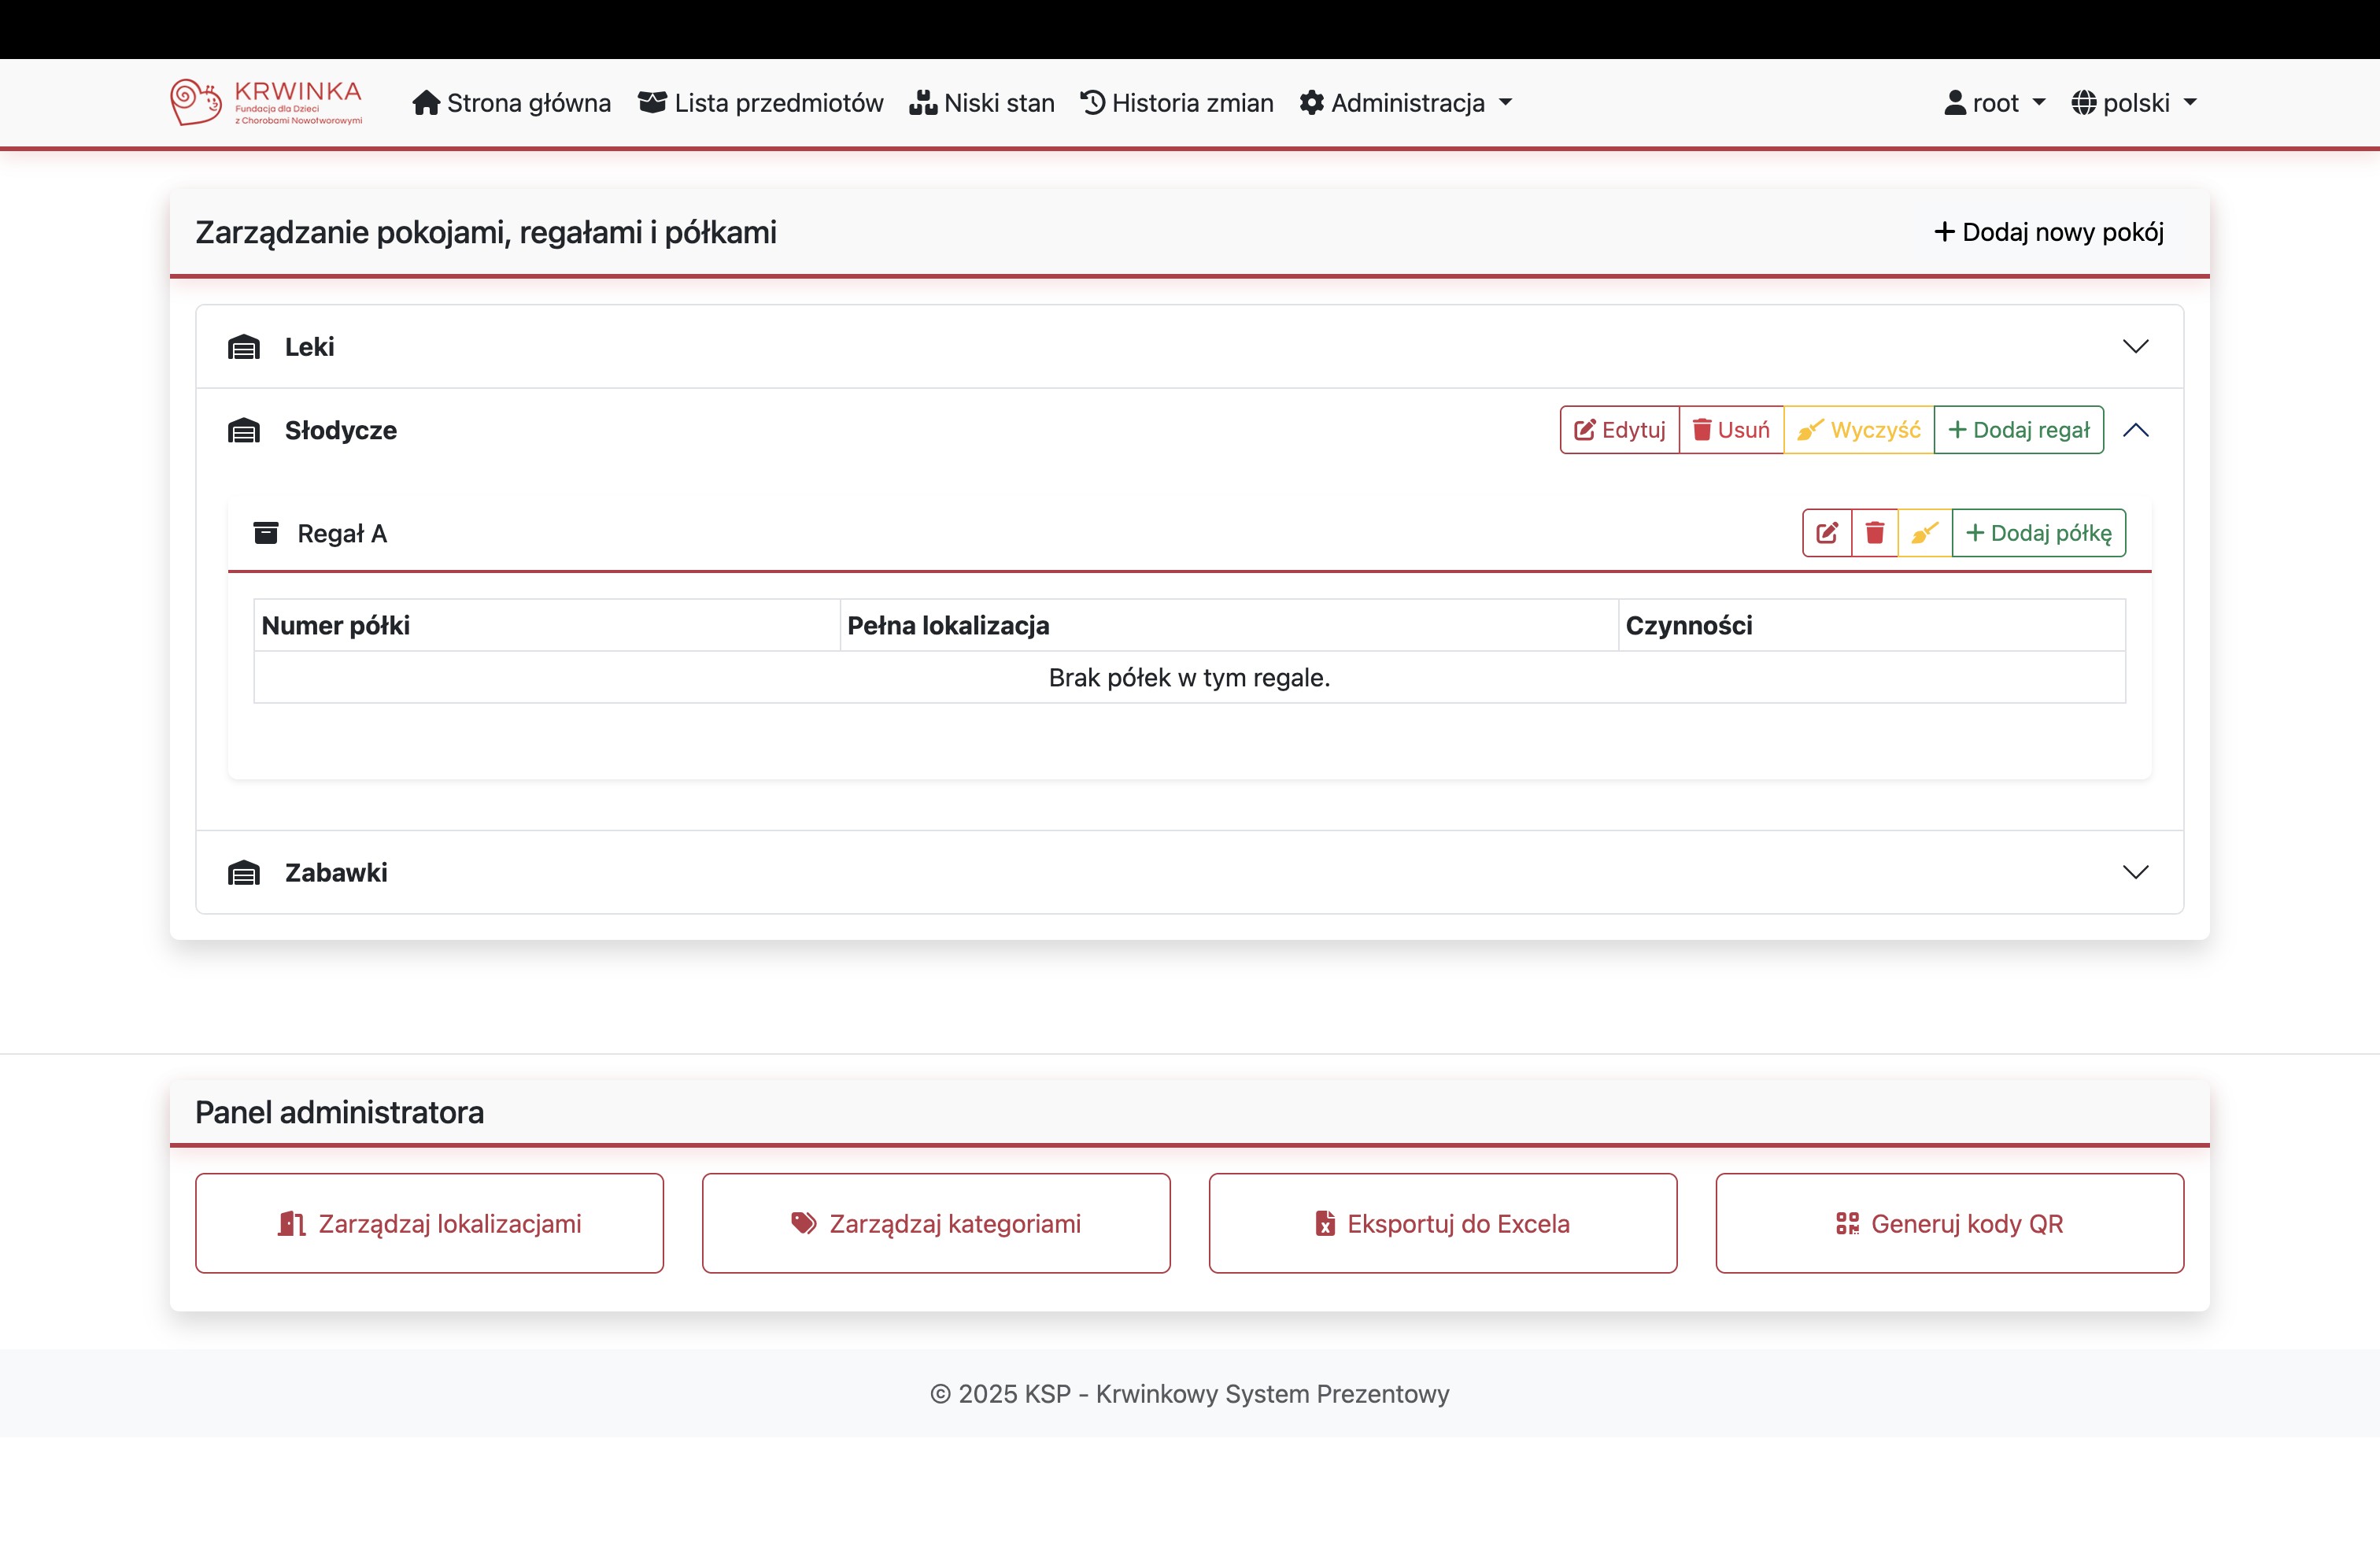 KRWINKA
Fundacja dla Dzieci
z Chorobami Nowotworowymi
Strona główna Lista przedmiotów Niski stan Historia zmian Administracja root polski
Zarządzanie pokojami, regałami i półkami Dodaj nowy pokój
Leki
Słodycze Edytuj Usuń Wyczyść Dodaj regał
Regał A Dodaj półkę
Numer półki Pełna lokalizacja Czynności
Brak półek w tym regale.
Zabawki
Panel administratora
Zarządzaj lokalizacjami Zarządzaj kategoriami Eksportuj do Excela Generuj kody QR
© 2025 KSP - Krwinkowy System Prezentowy